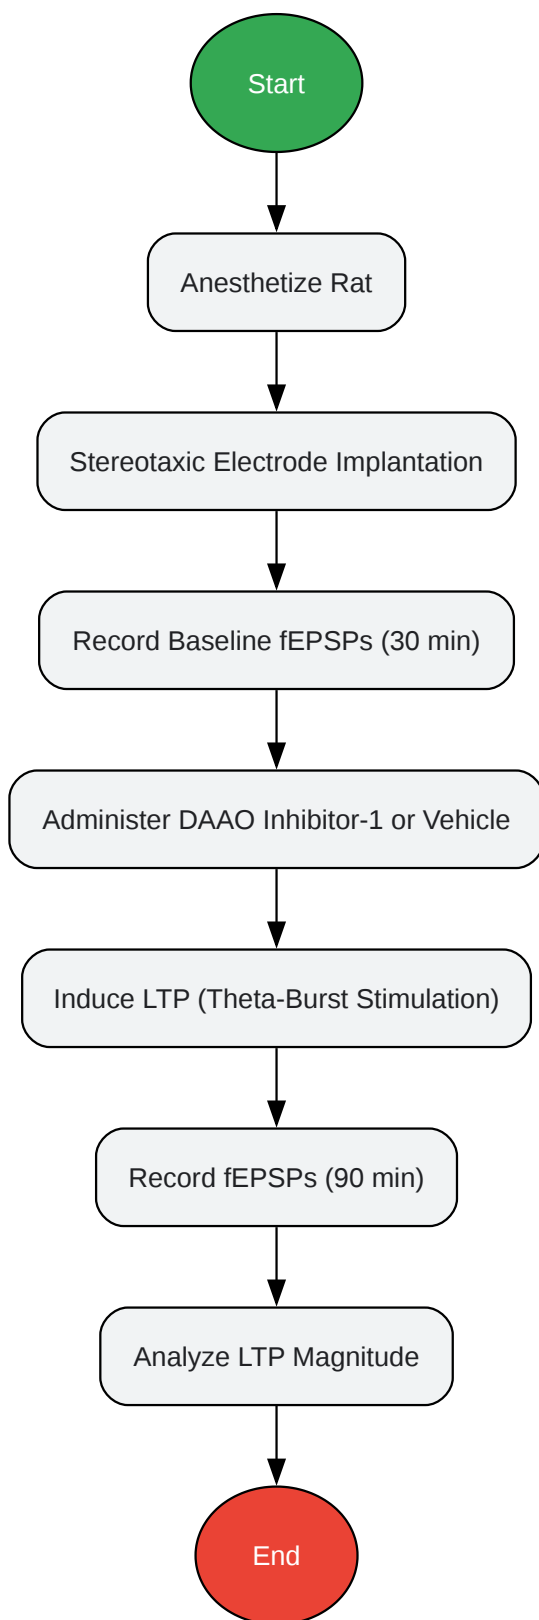 Start
Anesthetize Rat
Stereotaxic Electrode Implantation
Record Baseline fEPSPs (30 min)
Administer DAAO Inhibitor-1 or Vehicle
Induce LTP (Theta-Burst Stimulation)
Record fEPSPs (90 min)
Analyze LTP Magnitude
End